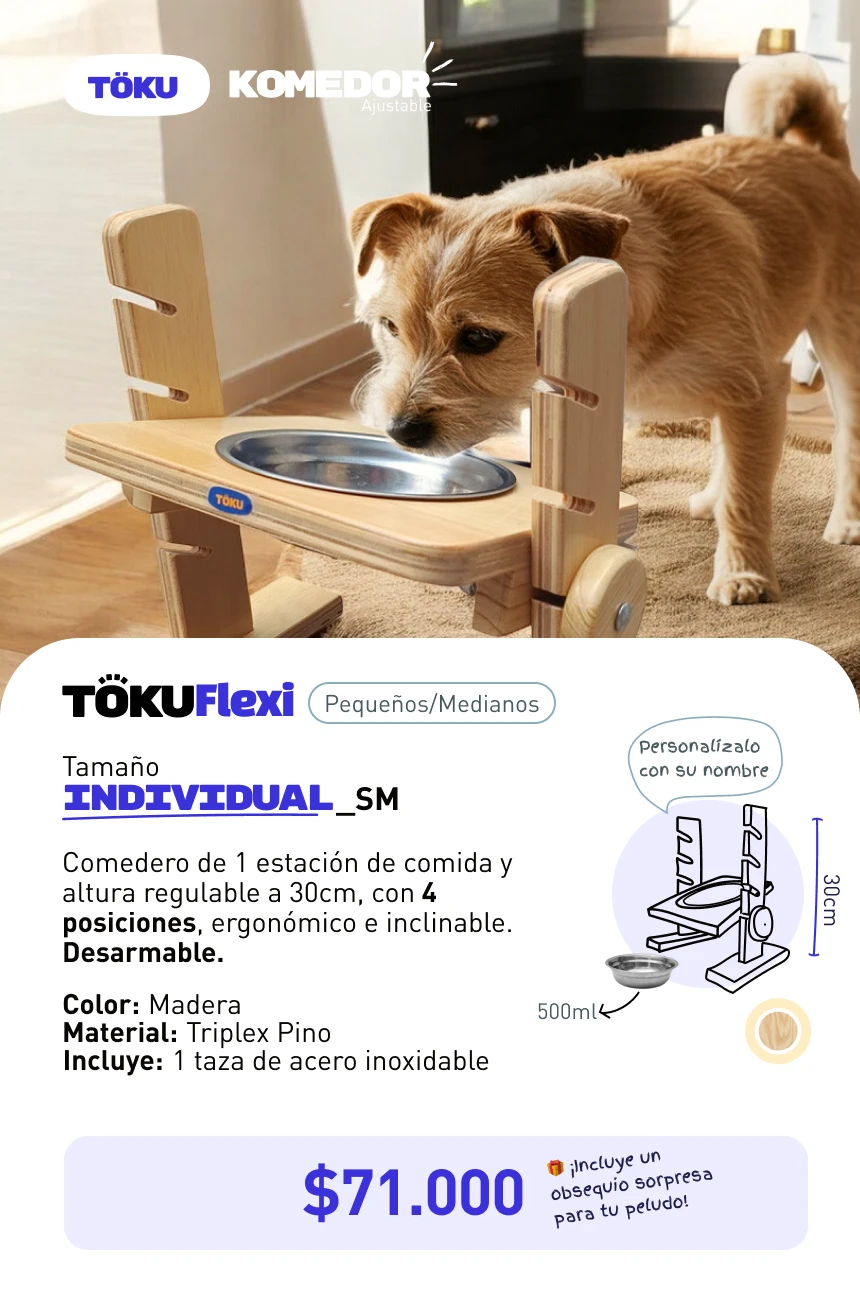 TÖKU KOMEDOR
Ajustable
TÖKU
TÖKUFlexi Pequeños/Medianos
Tamaño
INDIVIDUAL_SM
Personalízalo
con su nombre
Comedero de 1 estación de comida y
altura regulable a 30cm, con 4
posiciones, ergonómico e inclinable.
Desarmable.
30cm
500ml
Color: Madera
Material: Triplex Pino
Incluye: 1 taza de acero inoxidable
$71.000
¡Incluye un
obsequio sorpresa
para tu peludo!